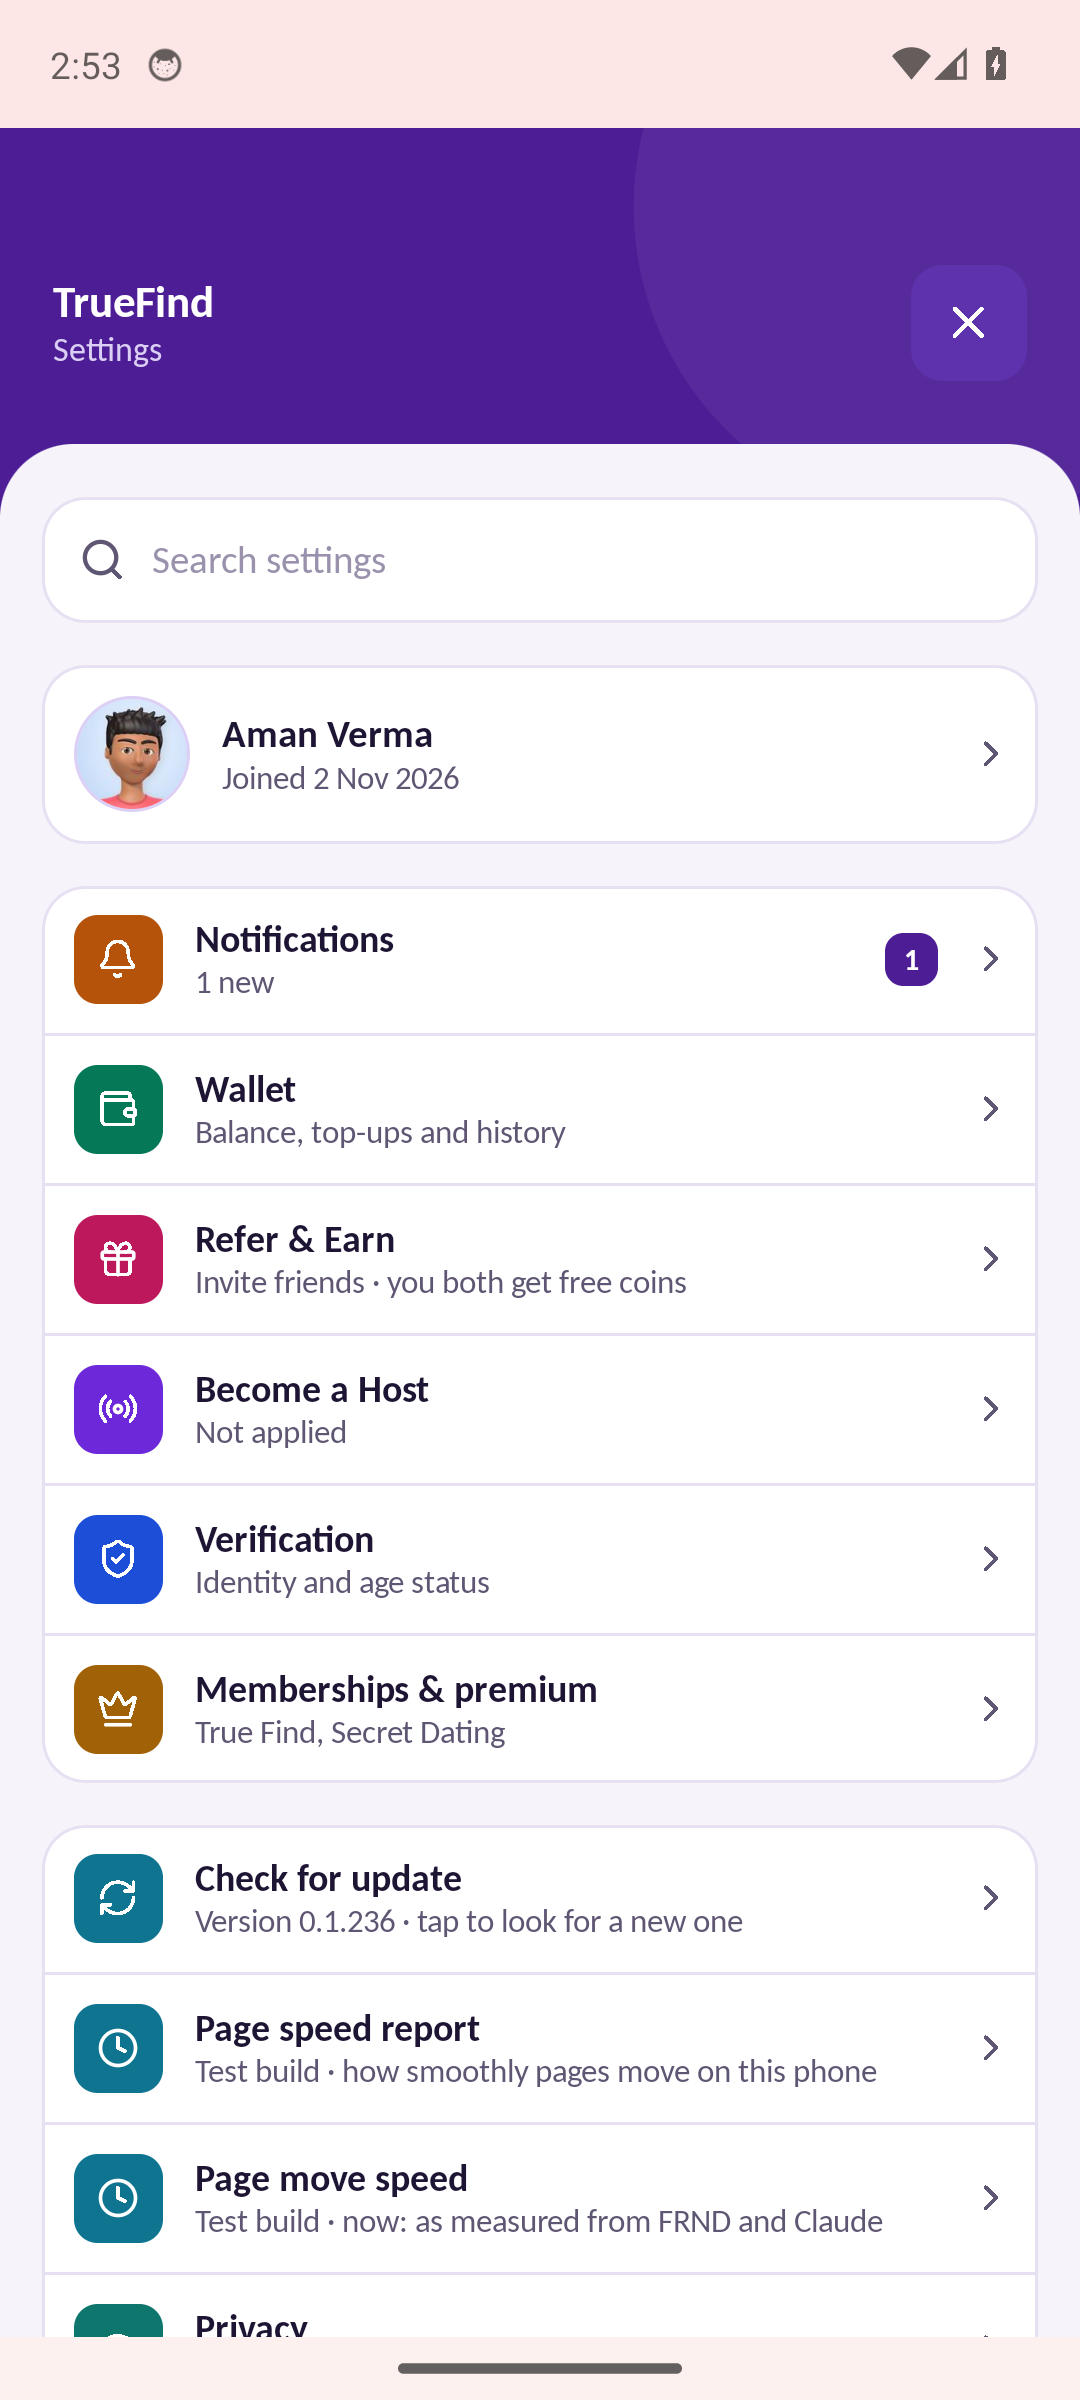 2:53
TrueFind
Settings
Search settings
Aman Verma
Joined 2 Nov 2026
Notifications
1 new
1
Wallet
Balance, top-ups and history
Refer & Earn
Invite friends · you both get free coins
Become a Host
Not applied
Verification
Identity and age status
Memberships & premium
True Find, Secret Dating
Check for update
Version 0.1.236 · tap to look for a new one
Page speed report
Test build · how smoothly pages move on this phone
Page move speed
Test build · now: as measured from FRND and Claude
Privacy